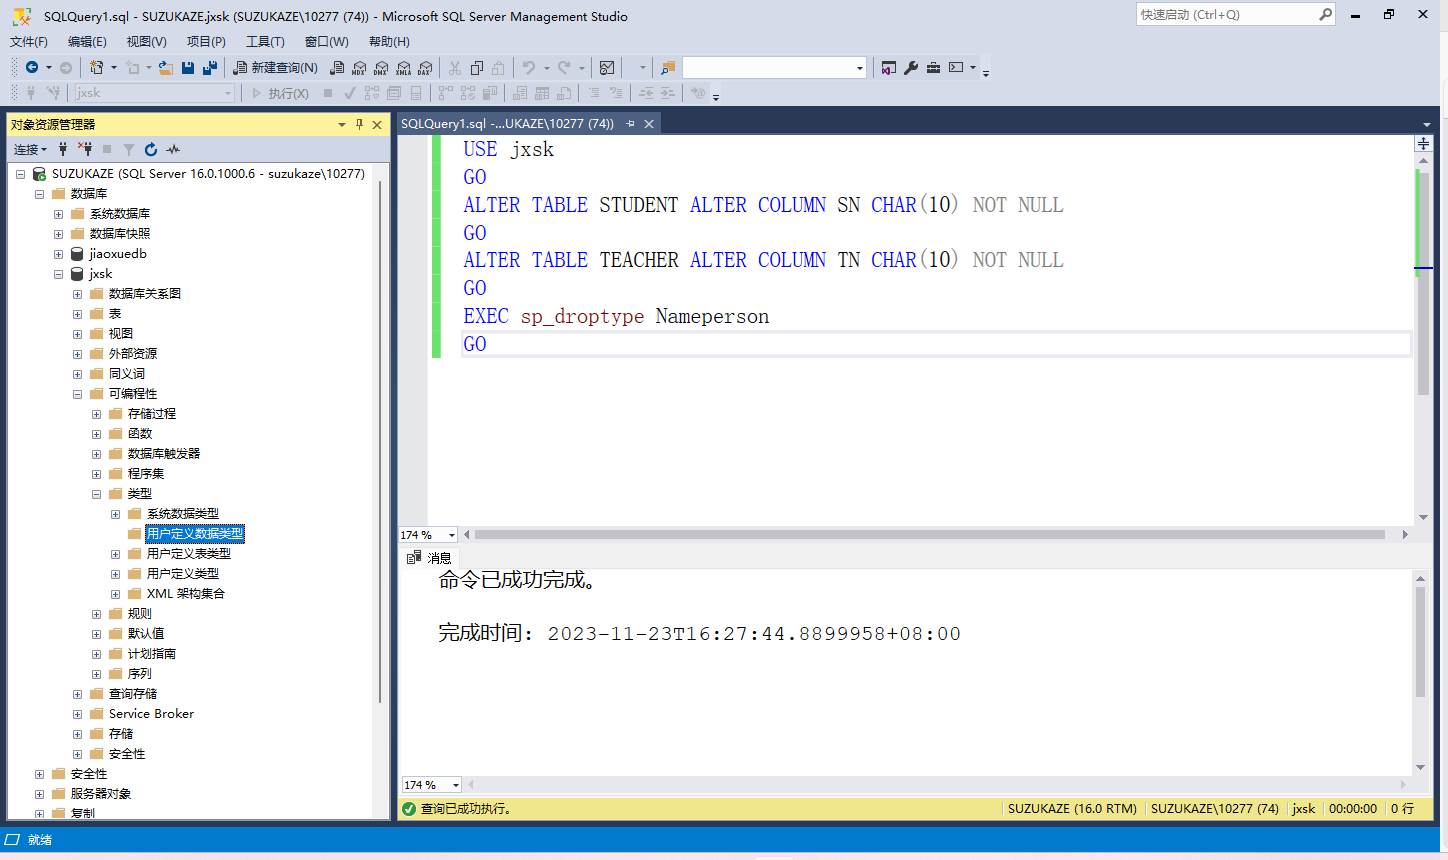 SQLQuery1.sql - SUZUKAZE.jxsk (SUZUKAZE\10277 (74)) - Microsoft SQL Server Management Studio
快速启动 (Ctrl+Q)
文件(F) 编辑(E) 视图(V) 项目(P) 工具(T) 窗口(W) 帮助(H)
新建查询(N) MDX DMX XMLA DAX
jxsk 执行(X)
对象资源管理器
连接
SUZUKAZE (SQL Server 16.0.1000.6 - suzukaze\10277)
数据库
系统数据库
数据库快照
jiaoxuedb
jxsk
数据库关系图
表
视图
外部资源
同义词
可编程性
存储过程
函数
数据库触发器
程序集
类型
系统数据类型
用户定义数据类型
用户定义表类型
用户定义类型
XML 架构集合
规则
默认值
计划指南
序列
查询存储
Service Broker
存储
安全性
安全性
服务器对象
复制
SQLQuery1.sql -...UKAZE\10277 (74))
USE jxsk
GO
ALTER TABLE STUDENT ALTER COLUMN SN CHAR(10) NOT NULL
GO
ALTER TABLE TEACHER ALTER COLUMN TN CHAR(10) NOT NULL
GO
EXEC sp_droptype Nameperson
GO
174 %
消息
命令已成功完成。
完成时间: 2023-11-23T16:27:44.8899958+08:00
174 %
查询已成功执行。 SUZUKAZE (16.0 RTM) SUZUKAZE\10277 (74) jxsk 00:00:00 0 行
就绪